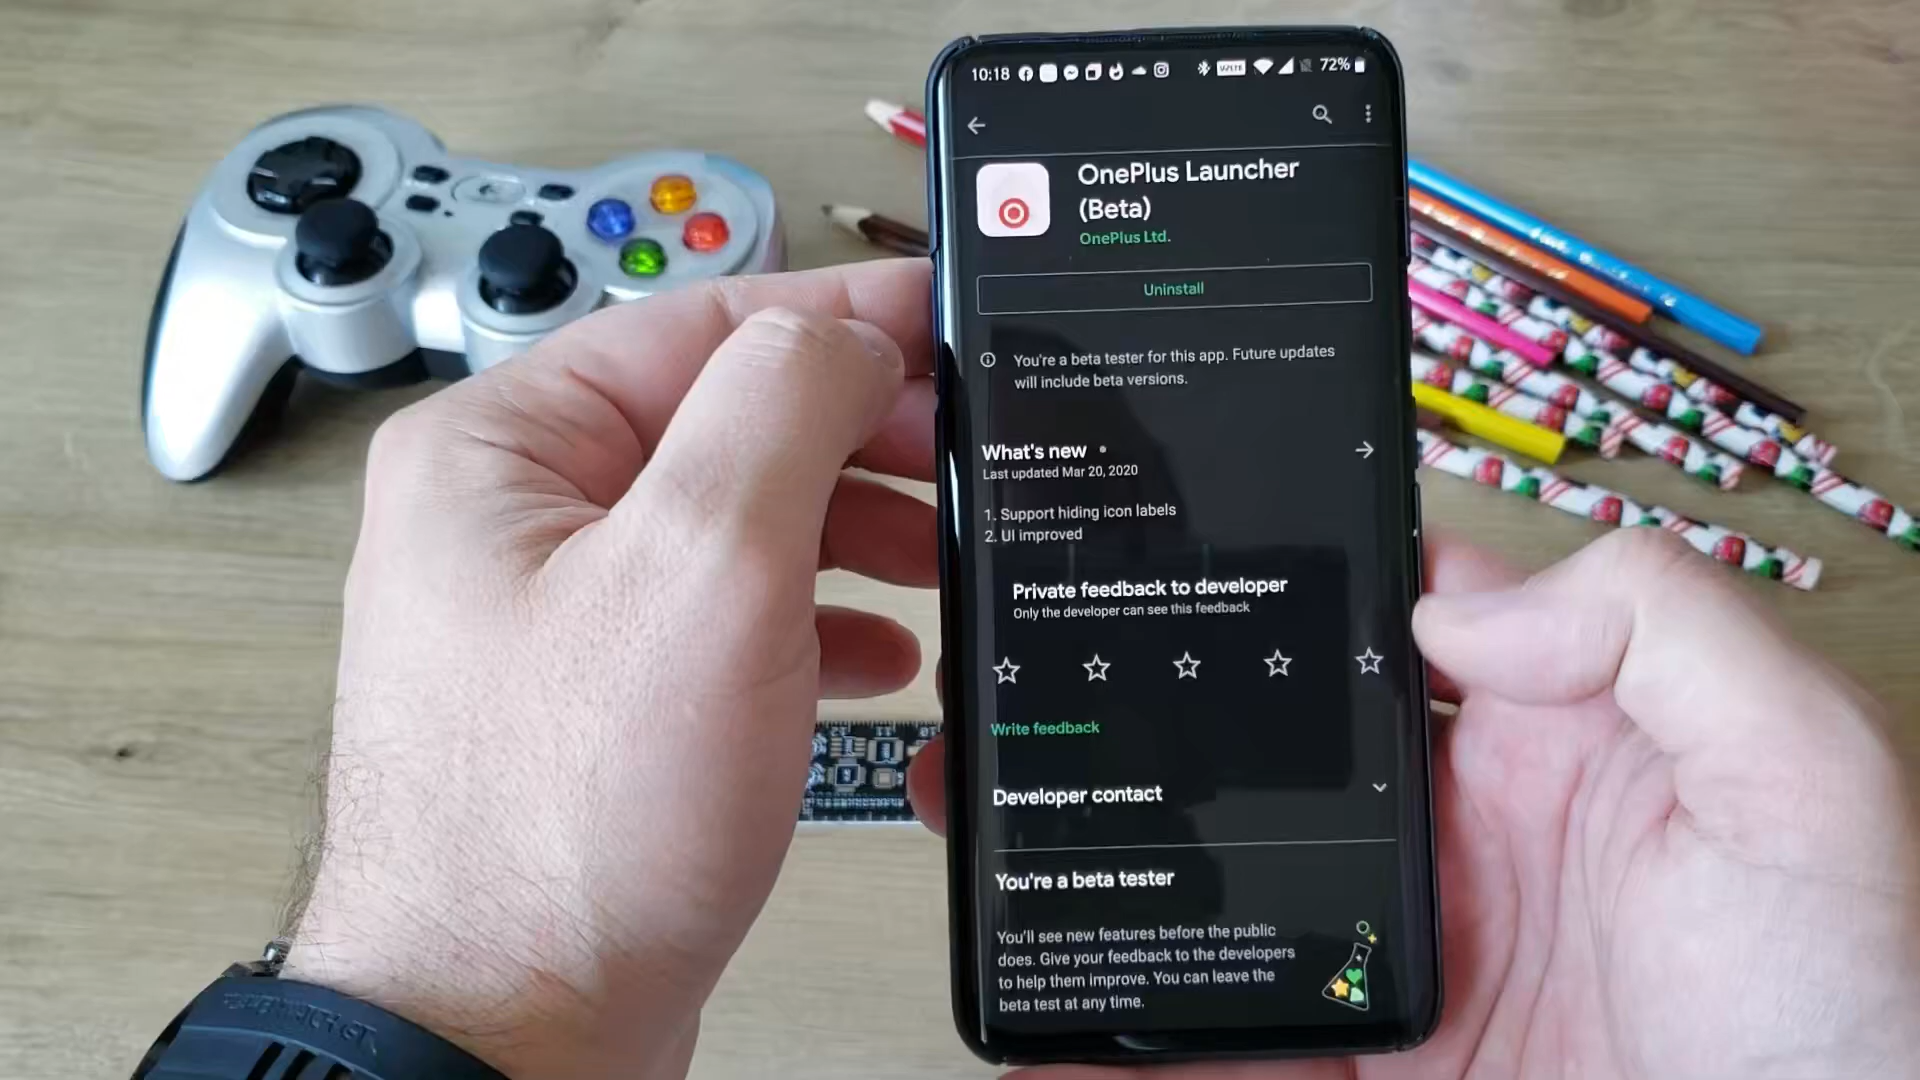 10:18
VoLTE
72%
OnePlus Launcher
(Beta)
OnePlus Ltd.
Uninstall
You're a beta tester for this app. Future updates
will include beta versions.
What's new
Last updated Mar 20, 2020
1. Support hiding icon labels
2. UI improved
Private feedback to developer
Only the developer can see this feedback
Write feedback
Developer contact
You're a beta tester
You'll see new features before the public
does. Give your feedback to the developers
to help them improve. You can leave the
beta test at any time.